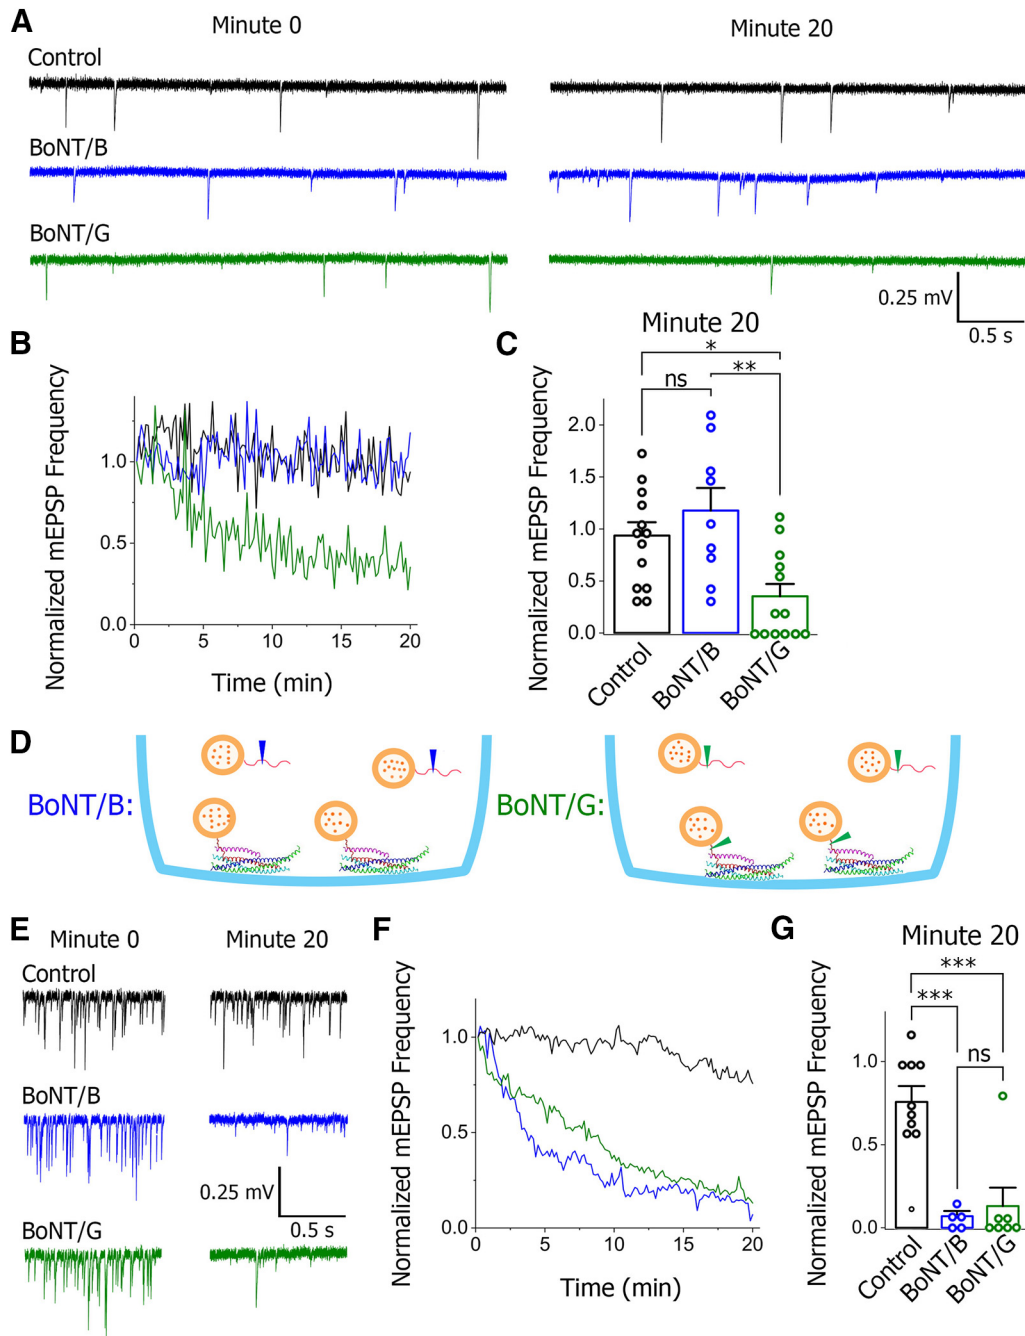 A
Minute 0
Minute 20
Control
BoNT/B
BoNT/G
0.25 mV
0.5 s
B
Normalized mEPSP Frequency
1.0
0.5
0.0
0
5
10
15
20
Time (min)
C
Minute 20
*
**
ns
Normalized mEPSP Frequency
2.0
1.5
1.0
0.5
0.0
Control
BoNT/B
BoNT/G
D
BoNT/B:
BoNT/G:
E
Minute 0
Minute 20
Control
BoNT/B
0.25 mV
0.5 s
BoNT/G
F
Normalized mEPSP Frequency
1.0
0.5
0.0
0
5
10
15
20
Time (min)
G
Minute 20
***
***
ns
Normalized mEPSP Frequency
1.0
0.5
0.0
Control
BoNT/B
BoNT/G